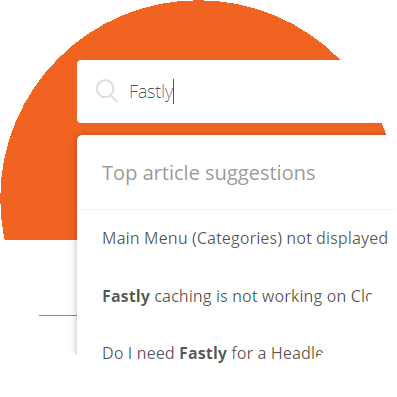 Fastly
Top article suggestions
Main Menu (Categories) not displayed
Fastly caching is not working on
Do I need Fastly for a